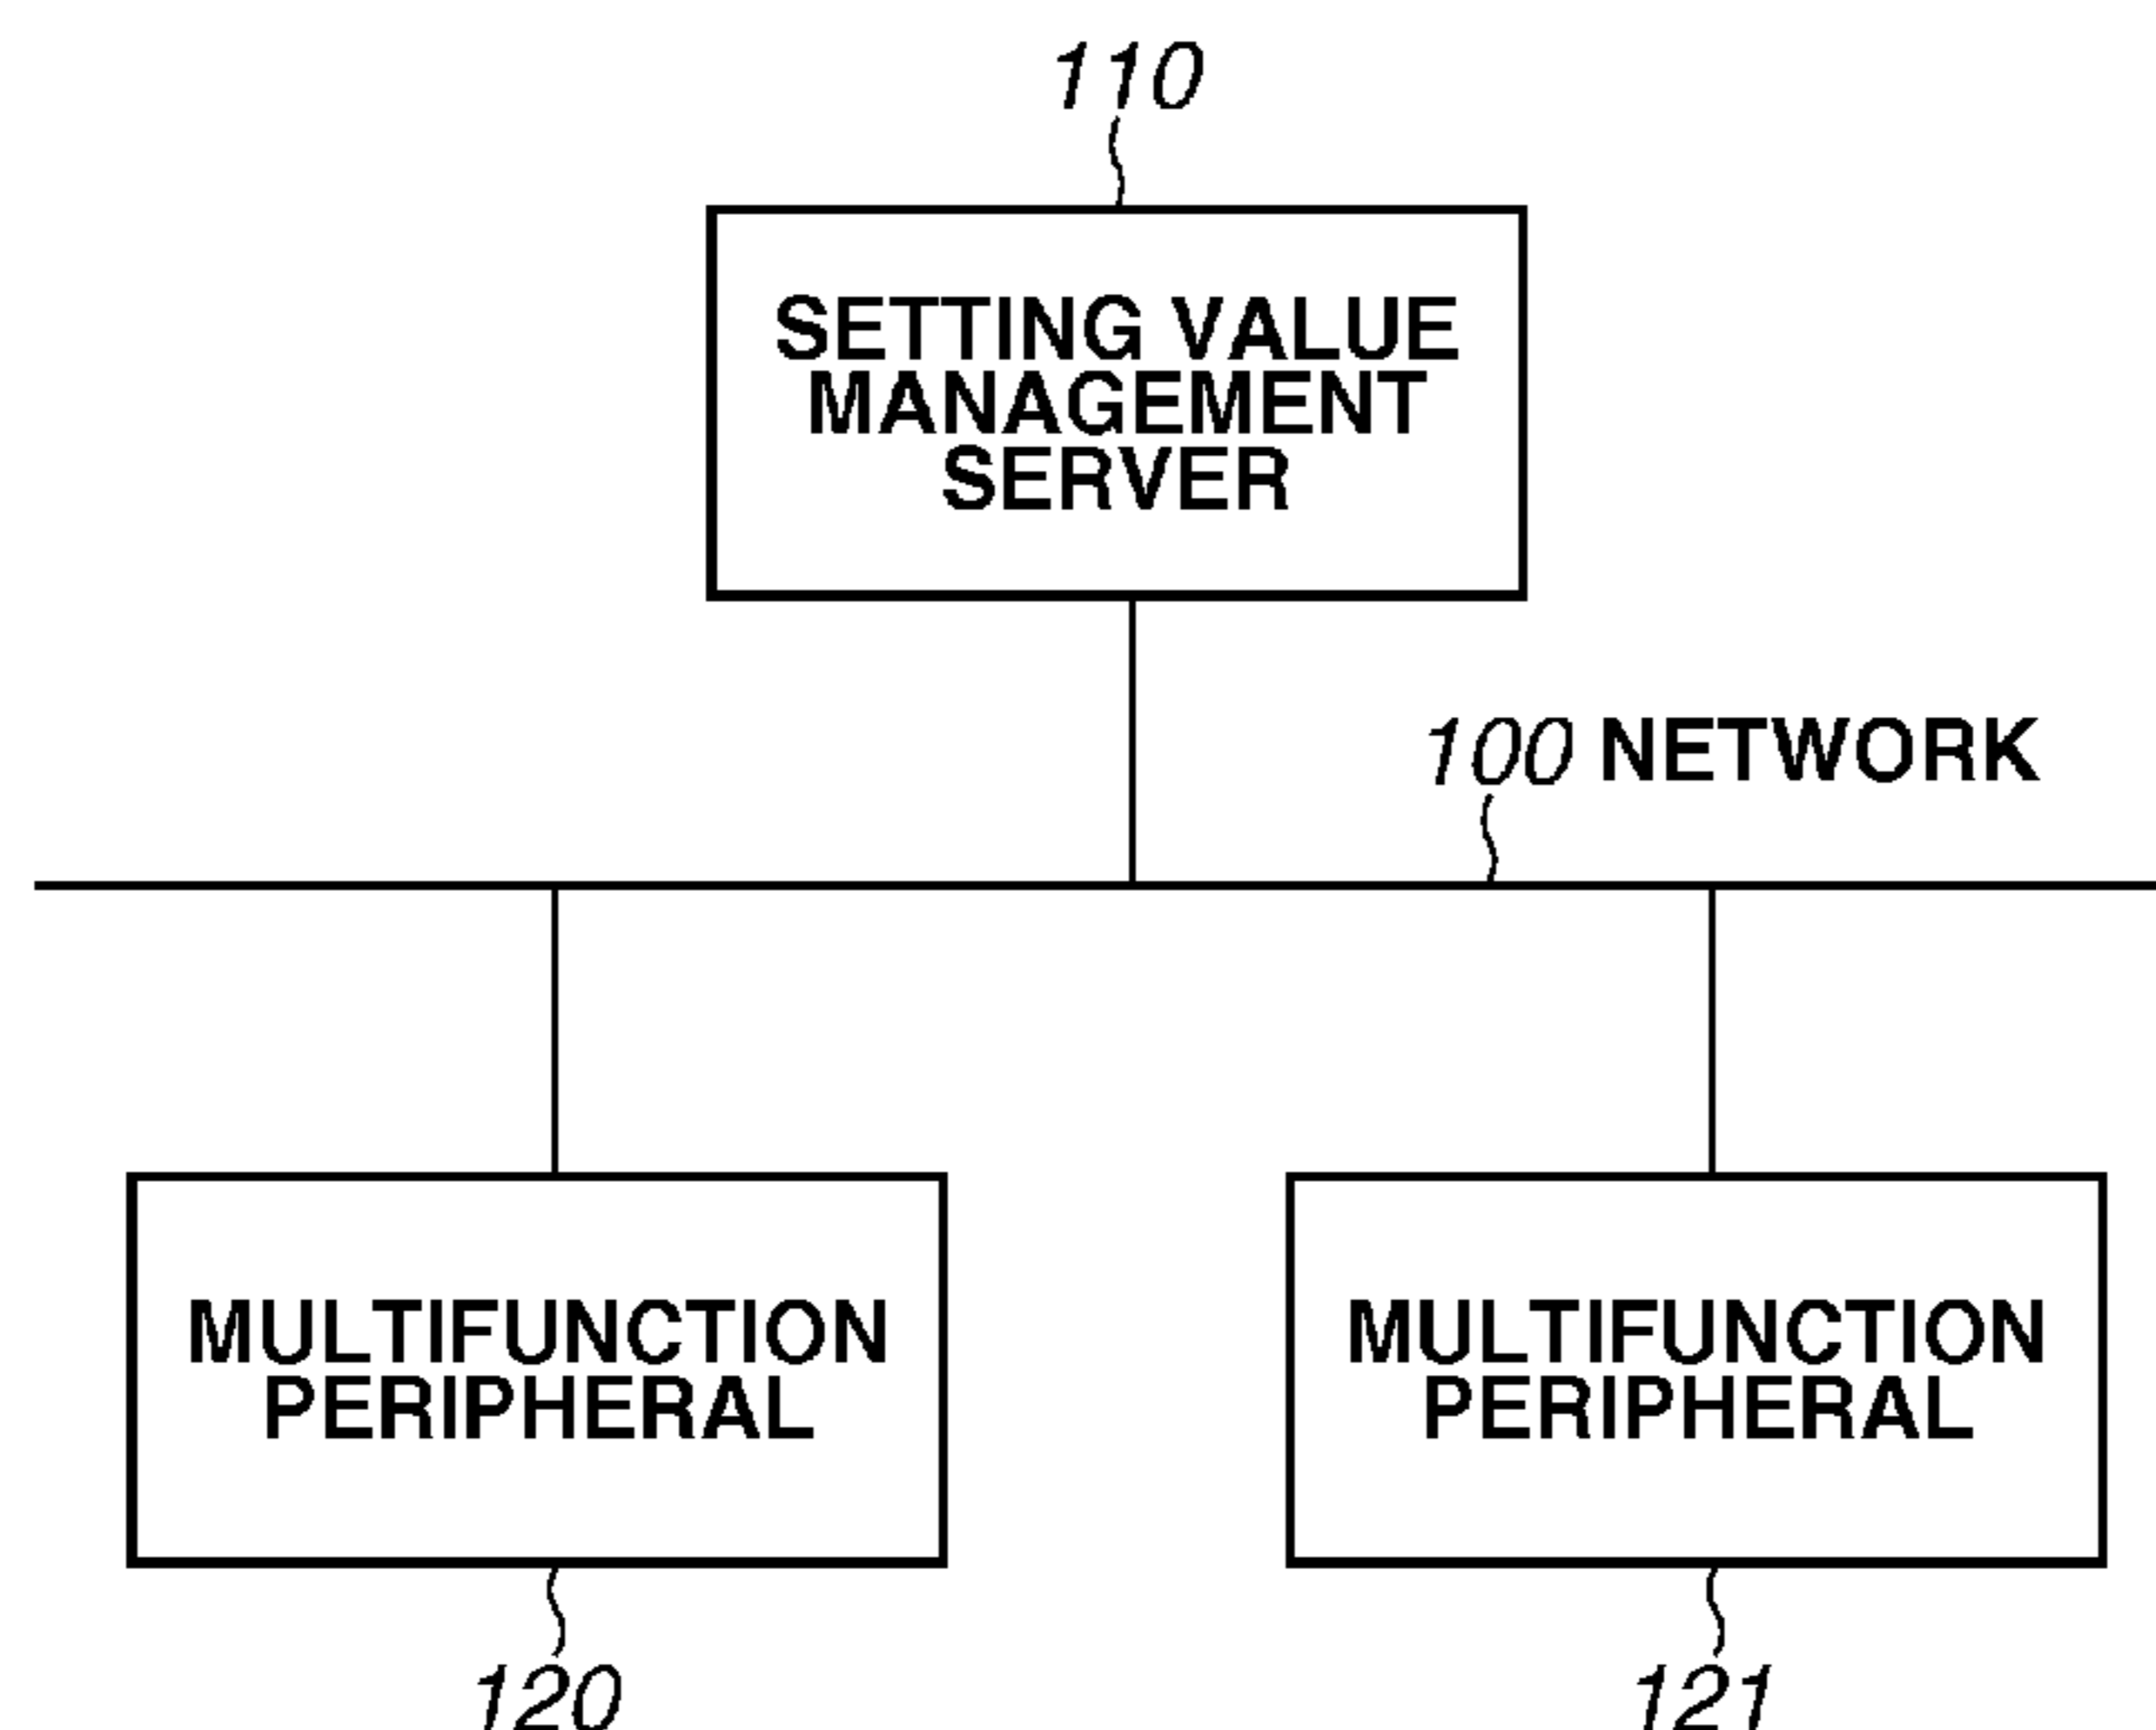 110
SETTING VALUE
MANAGEMENT
SERVER
100 NETWORK
MULTIFUNCTION
PERIPHERAL
MULTIFUNCTION
PERIPHERAL
120
121